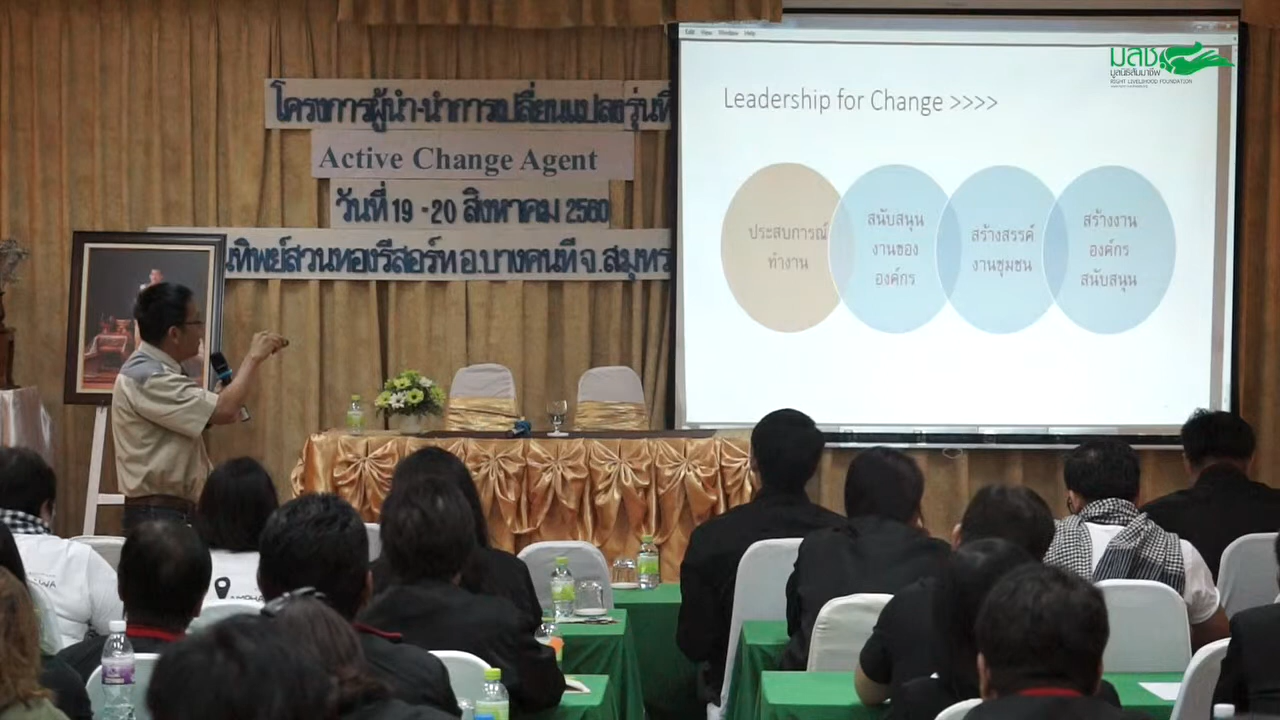 โครงการผู้นำ-นำการเปลี่ยนแปลงรุ่นที่
Active Change Agent
วันที่ 19 -20 สิงหาคม 2560
นทิพย์สวนทองรีสอร์ท อ.บางคนที จ.สมุทร
Edit View Window Help
มสช.
มูลนิธิสัมมาชีพ
RIGHT LIVELIHOOD FOUNDATION
Leadership for Change >>>>
ประสบการณ์
ทำงาน
สนับสนุน
งานของ
องค์กร
สร้างสรรค์
งานชุมชน
สร้างงาน
องค์กร
สนับสนุน